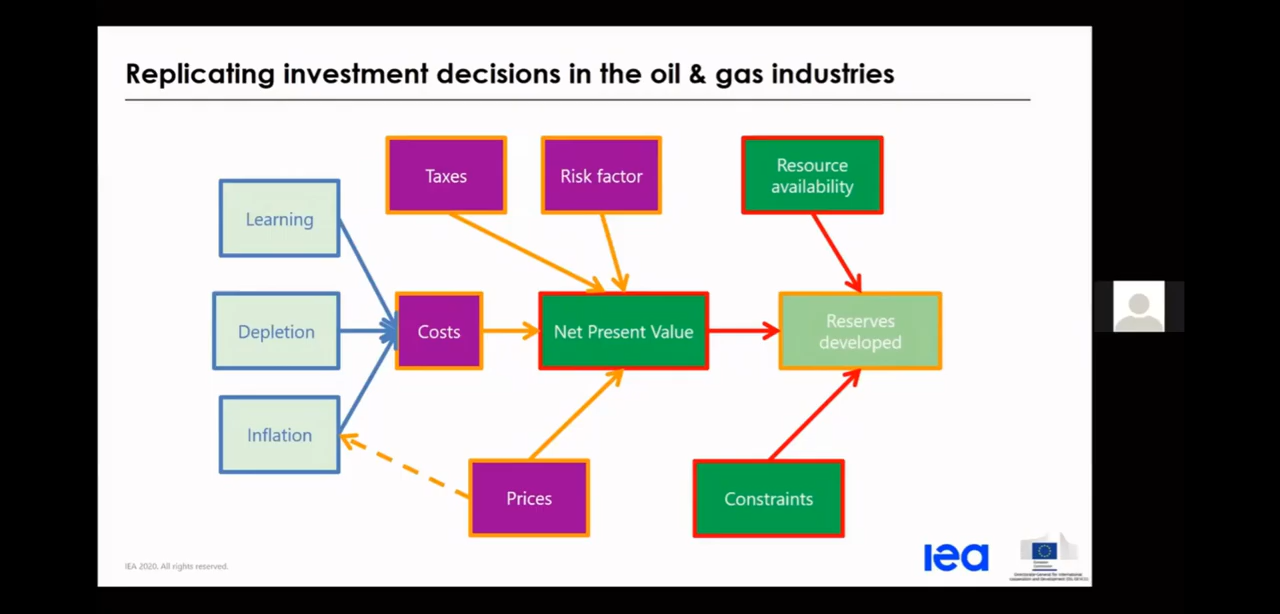 Replicating investment decisions in the oil & gas industries
Taxes
Risk factor
Resource
availability
Learning
Depletion
Costs
Net Present Value
Reserves
developed
Inflation
Prices
Constraints
IEA 2020. All rights reserved.
iea